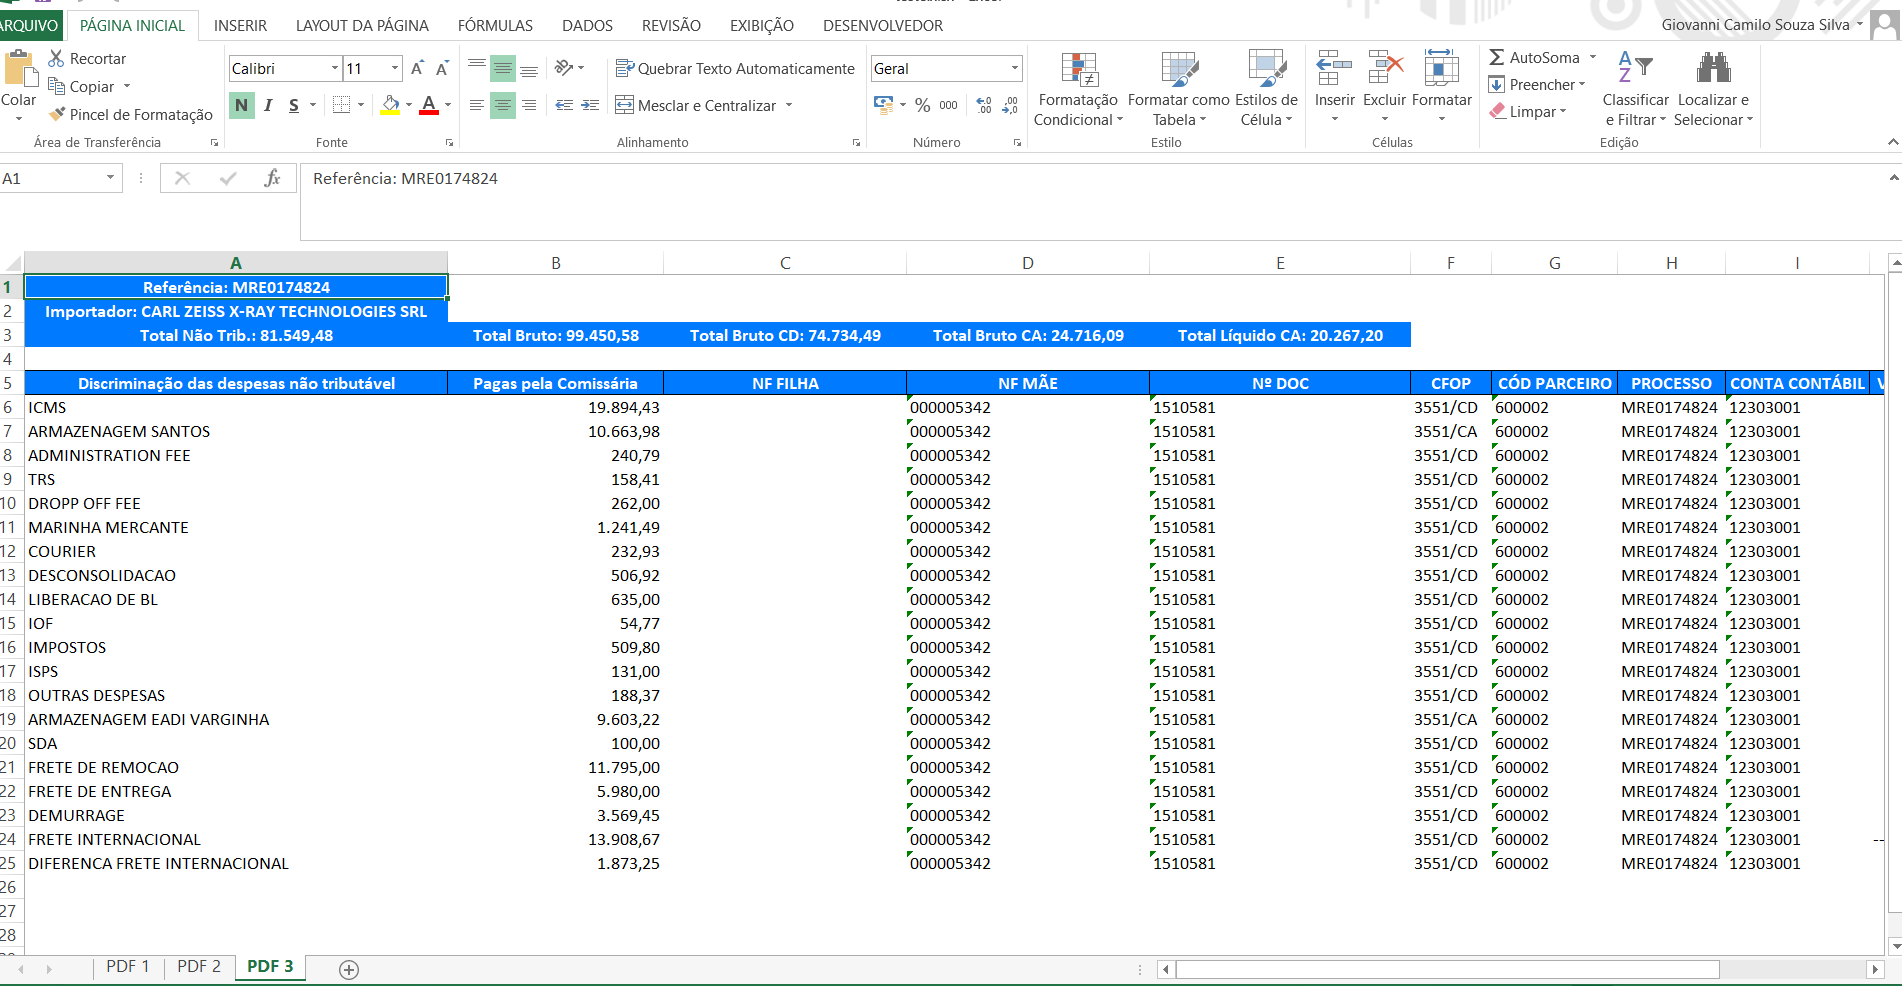 ARQUIVO PÁGINA INICIAL INSERIR LAYOUT DA PÁGINA FÓRMULAS DADOS REVISÃO EXIBIÇÃO DESENVOLVEDOR Giovanni Camilo Souza Silva
Colar
Recortar
Copiar
Pincel de Formatação
Área de Transferência
Calibri 11
N I S A
Fonte
Quebrar Texto Automaticamente
Mesclar e Centralizar
Alinhamento
Geral
% 000
Número
Formatação Condicional
Formatar como Tabela
Estilos de Célula
Estilo
Inserir Excluir Formatar
Células
AutoSoma
Preencher
Limpar
Classificar e Filtrar
Localizar e Selecionar
Edição
A1 fx Referência: MRE0174824
A B C D E F G H I
1 Referência: MRE0174824
2 Importador: CARL ZEISS X-RAY TECHNOLOGIES SRL
3 Total Não Trib.: 81.549,48 Total Bruto: 99.450,58 Total Bruto CD: 74.734,49 Total Bruto CA: 24.716,09 Total Líquido CA: 20.267,20
4
5 Discriminação das despesas não tributável Pagas pela Comissária NF FILHA NF MÃE Nº DOC CFOP CÓD PARCEIRO PROCESSO CONTA CONTÁBIL V
6 ICMS 19.894,43 000005342 1510581 3551/CD 600002 MRE0174824 12303001
7 ARMAZENAGEM SANTOS 10.663,98 000005342 1510581 3551/CA 600002 MRE0174824 12303001
8 ADMINISTRATION FEE 240,79 000005342 1510581 3551/CD 600002 MRE0174824 12303001
9 TRS 158,41 000005342 1510581 3551/CD 600002 MRE0174824 12303001
10 DROPP OFF FEE 262,00 000005342 1510581 3551/CD 600002 MRE0174824 12303001
11 MARINHA MERCANTE 1.241,49 000005342 1510581 3551/CD 600002 MRE0174824 12303001
12 COURIER 232,93 000005342 1510581 3551/CD 600002 MRE0174824 12303001
13 DESCONSOLIDACAO 506,92 000005342 1510581 3551/CD 600002 MRE0174824 12303001
14 LIBERACAO DE BL 635,00 000005342 1510581 3551/CD 600002 MRE0174824 12303001
15 IOF 54,77 000005342 1510581 3551/CD 600002 MRE0174824 12303001
16 IMPOSTOS 509,80 000005342 1510581 3551/CD 600002 MRE0174824 12303001
17 ISPS 131,00 000005342 1510581 3551/CD 600002 MRE0174824 12303001
18 OUTRAS DESPESAS 188,37 000005342 1510581 3551/CD 600002 MRE0174824 12303001
19 ARMAZENAGEM EADI VARGINHA 9.603,22 000005342 1510581 3551/CA 600002 MRE0174824 12303001
20 SDA 100,00 000005342 1510581 3551/CD 600002 MRE0174824 12303001
21 FRETE DE REMOCAO 11.795,00 000005342 1510581 3551/CD 600002 MRE0174824 12303001
22 FRETE DE ENTREGA 5.980,00 000005342 1510581 3551/CD 600002 MRE0174824 12303001
23 DEMURRAGE 3.569,45 000005342 1510581 3551/CD 600002 MRE0174824 12303001
24 FRETE INTERNACIONAL 13.908,67 000005342 1510581 3551/CD 600002 MRE0174824 12303001 --
25 DIFERENCA FRETE INTERNACIONAL 1.873,25 000005342 1510581 3551/CD 600002 MRE0174824 12303001
26
27
28
PDF 1 PDF 2 PDF 3